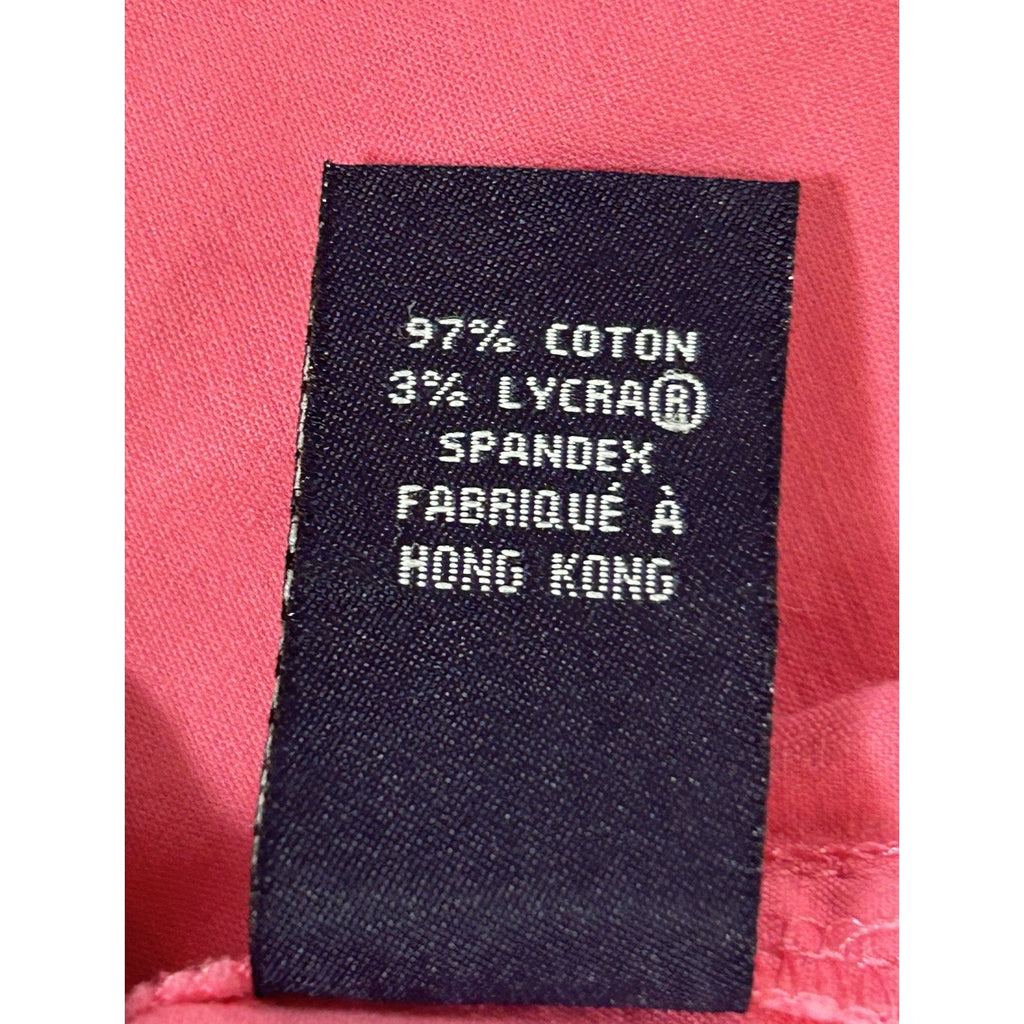 97% COTON
3% LYCRA®
SPANDEX
FABRIQUÉ À
HONG KONG